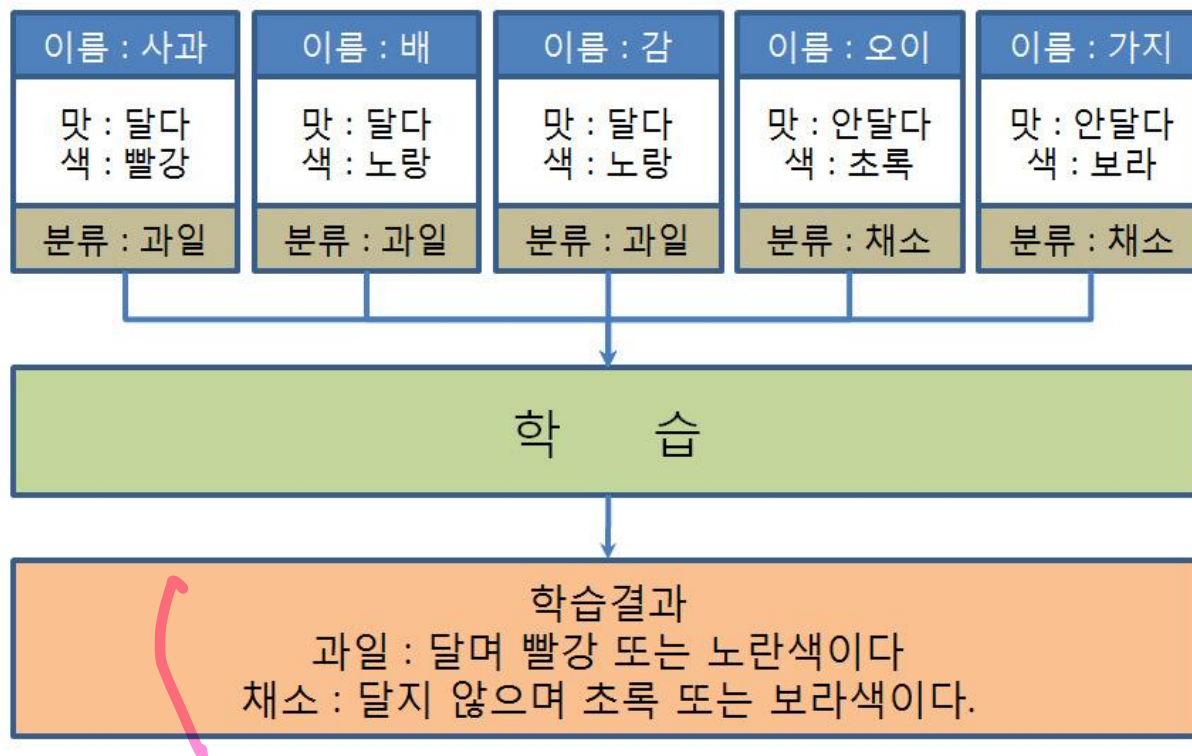 이름 : 사과
맛 : 달다
색 : 빨강
분류 : 과일
이름 : 배
맛 : 달다
색 : 노랑
분류 : 과일
이름 : 감
맛 : 달다
색 : 노랑
분류 : 과일
이름 : 오이
맛 : 안달다
색 : 초록
분류 : 채소
이름 : 가지
맛 : 안달다
색 : 보라
분류 : 채소
학 습
학습결과
과일 : 달며 빨강 또는 노란색이다
채소 : 달지 않으며 초록 또는 보라색이다.